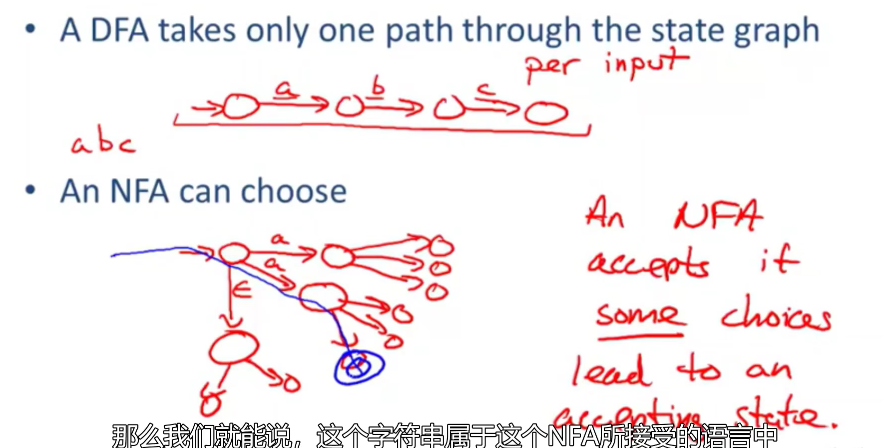 • A DFA takes only one path through the state graph
per input
a b c
abc
• An NFA can choose
a
a
ϵ
An NFA
accepts if
some choices
lead to an
accepting state.
那么我们就能说，这个字符串属于这个NFA所接受的语言中